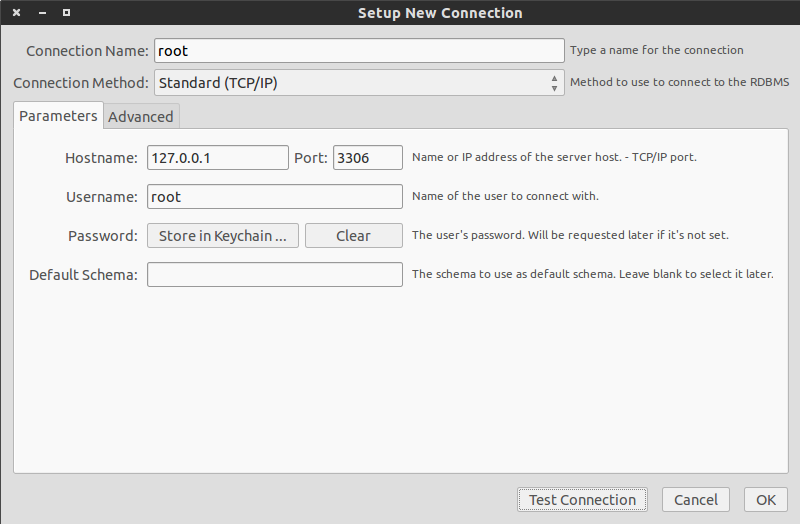 Setup New Connection
Connection Name: root Type a name for the connection
Connection Method: Standard (TCP/IP) Method to use to connect to the RDBMS
Parameters Advanced
Hostname: 127.0.0.1 Port: 3306 Name or IP address of the server host. - TCP/IP port.
Username: root Name of the user to connect with.
Password: Store in Keychain ... Clear The user's password. Will be requested later if it's not set.
Default Schema: The schema to use as default schema. Leave blank to select it later.
Test Connection Cancel OK